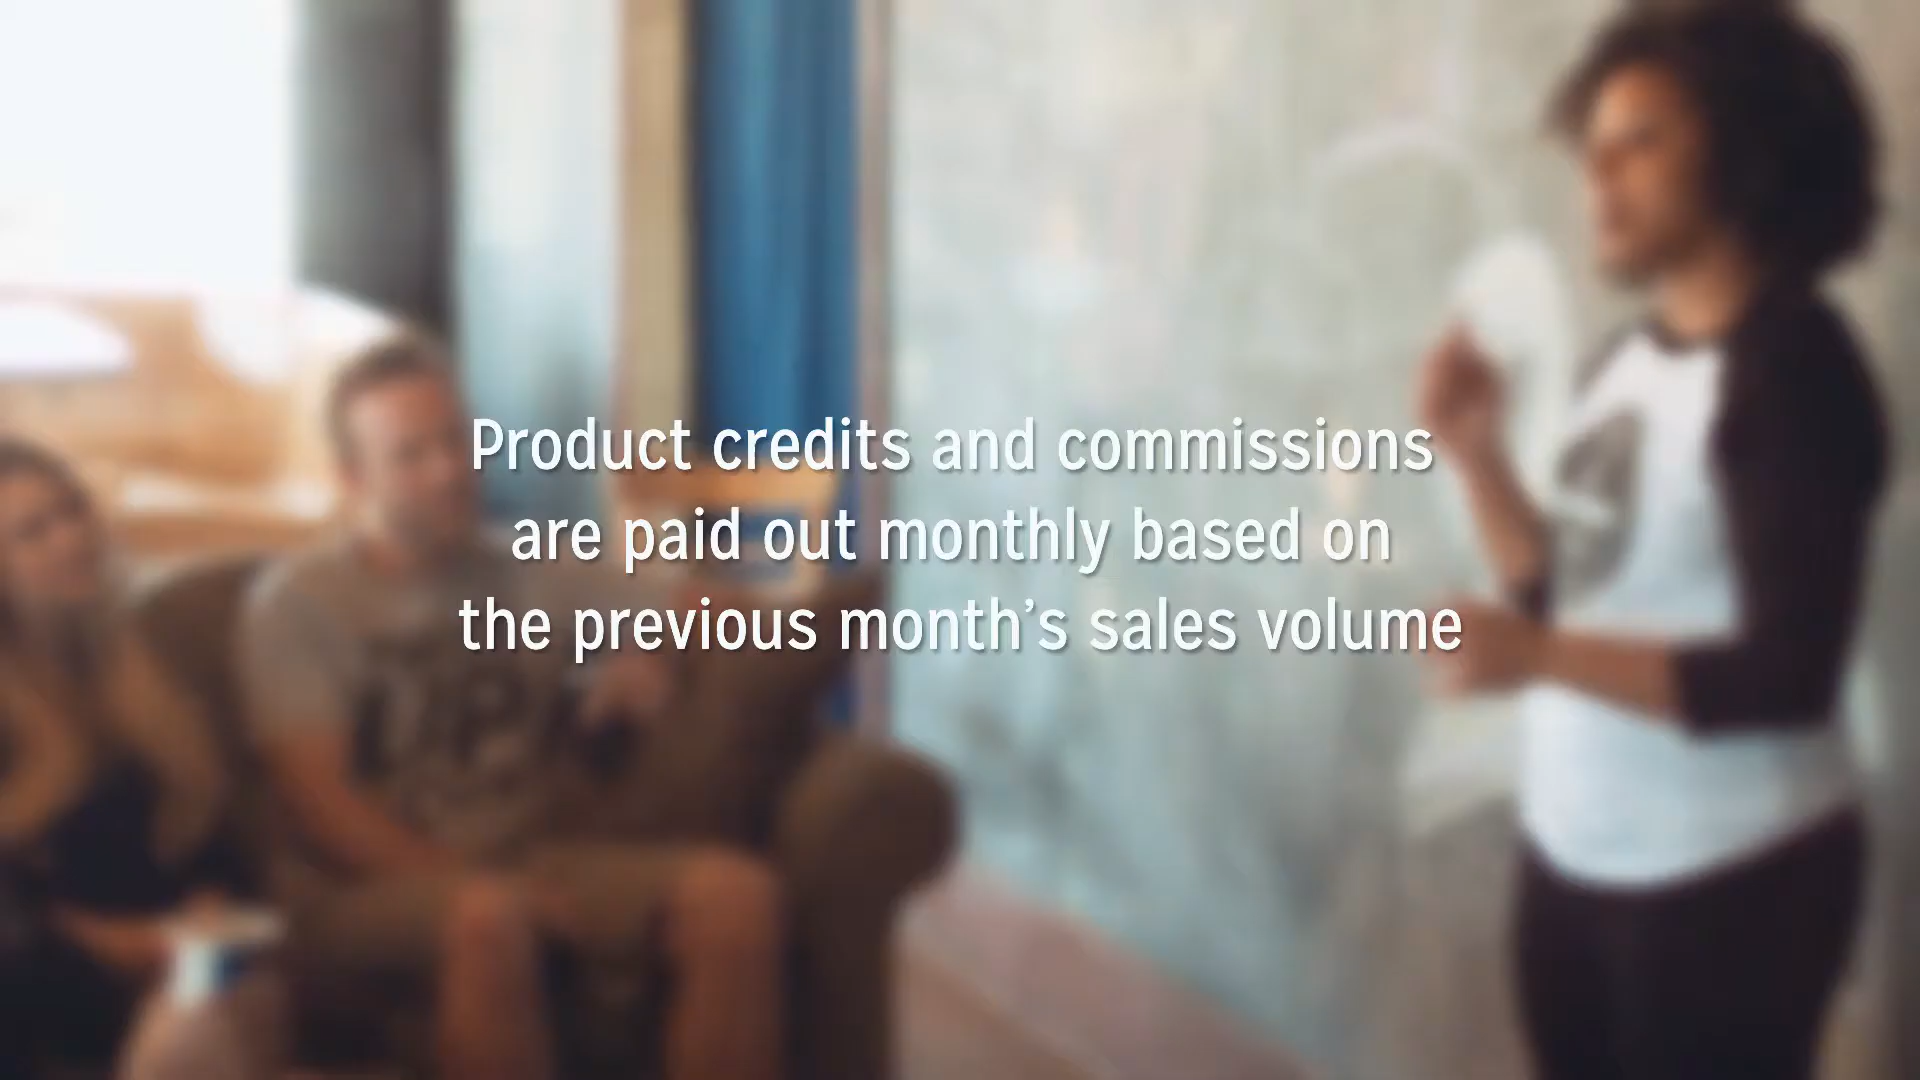 Product credits and commissions
are paid out monthly based on
the previous month’s sales volume